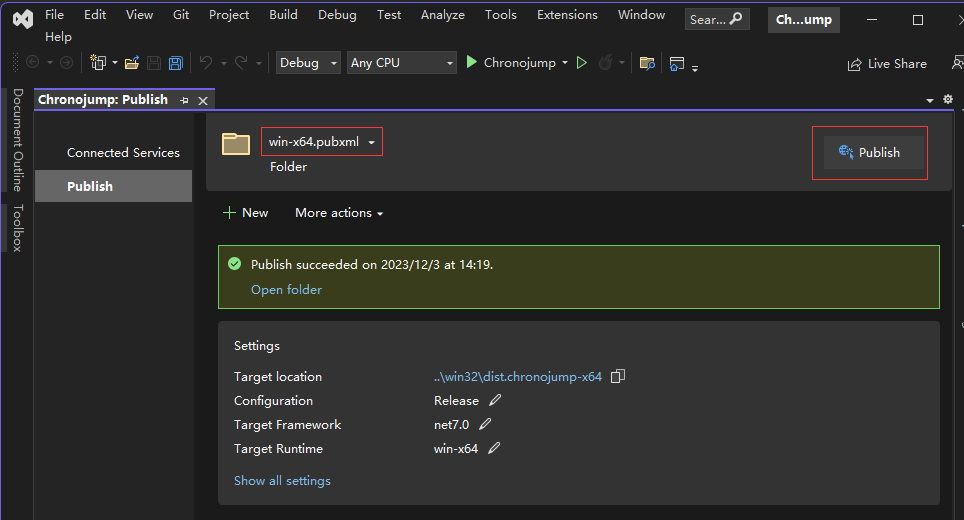 File Edit View Git Project Build Debug Test Analyze Tools Extensions Window Sear... Ch...ump
Help
Debug Any CPU Chronojump Live Share
Chronojump: Publish
Document Outline
Toolbox
Connected Services
Publish
win-x64.pubxml
Folder
Publish
New More actions
Publish succeeded on 2023/12/3 at 14:19.
Open folder
Settings
Target location ..\win32\dist.chronojump-x64
Configuration Release
Target Framework net7.0
Target Runtime win-x64
Show all settings